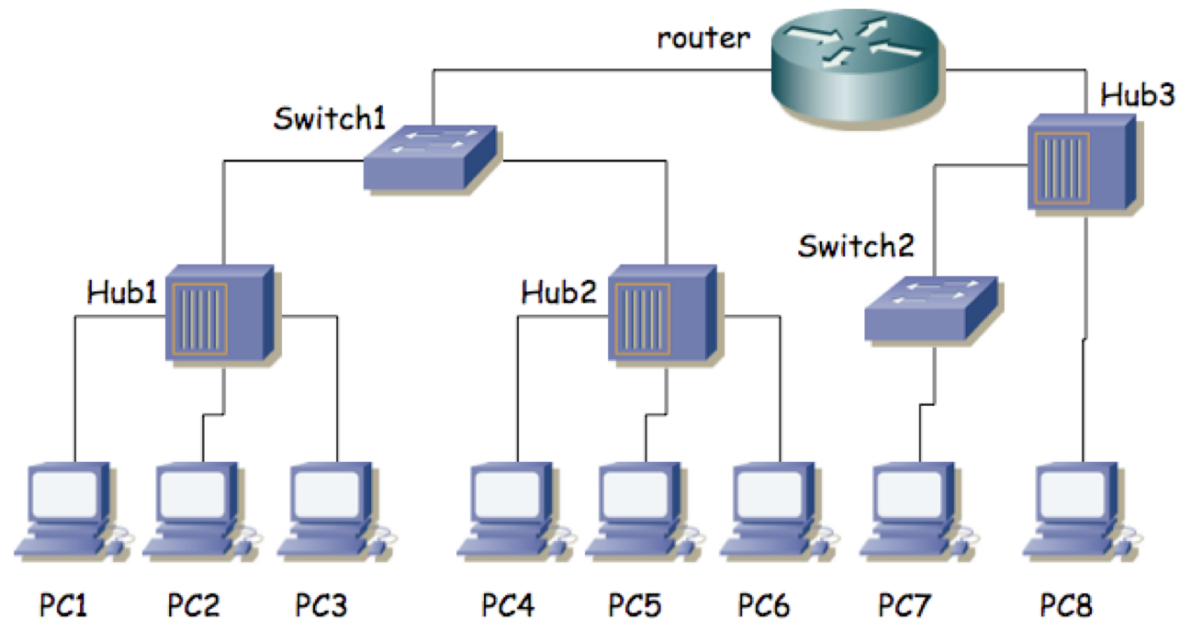 router
Hub3
Switch1
Switch2
Hub1
Hub2
PC1 PC2 PC3 PC4 PC5 PC6 PC7 PC8